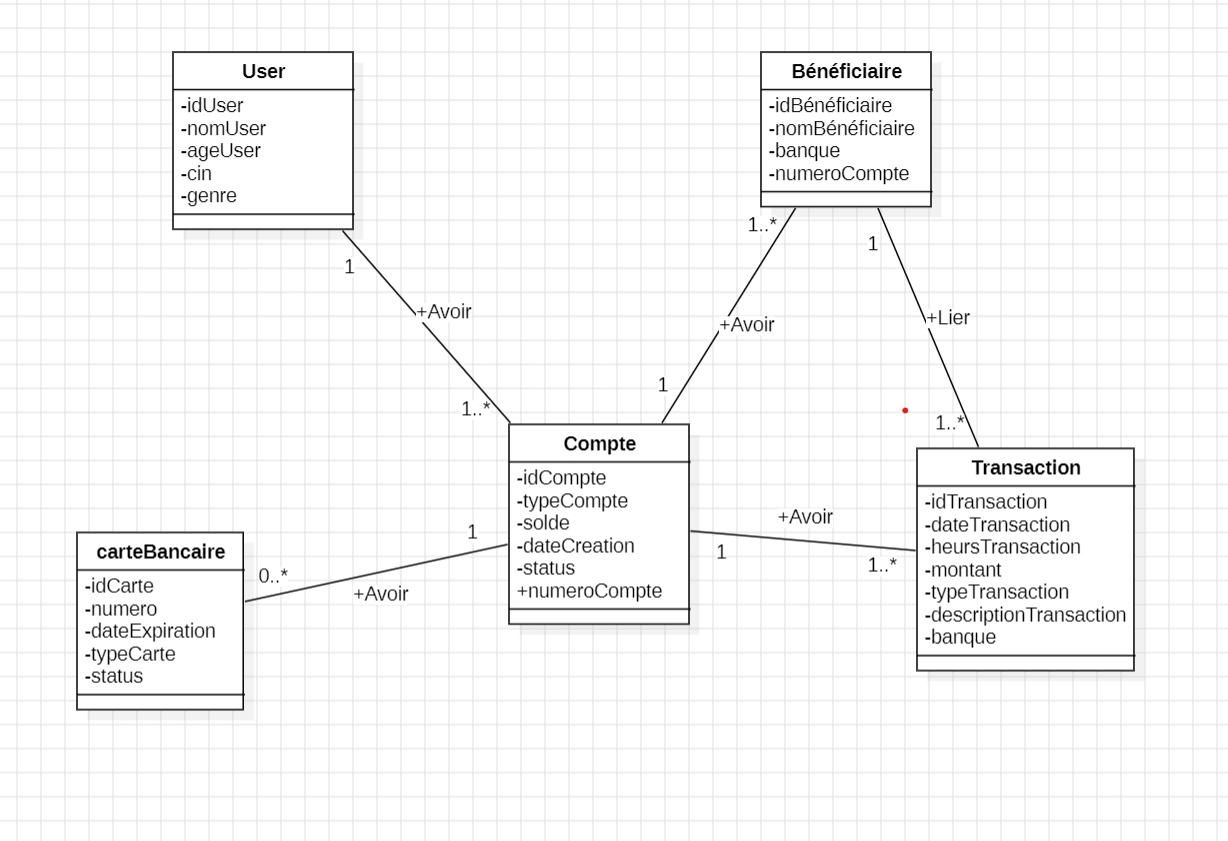 User
-idUser
-nomUser
-ageUser
-cin
-genre
Bénéficiaire
-idBénéficiaire
-nomBénéficiaire
-banque
-numeroCompte
1
+Avoir
1..*
1..*
+Avoir
1
1
+Lier
1..*
Compte
-idCompte
-typeCompte
-solde
-dateCreation
-status
+numeroCompte
1
+Avoir
0..*
+Avoir
1
1..*
carteBancaire
-idCarte
-numero
-dateExpiration
-typeCarte
-status
Transaction
-idTransaction
-dateTransaction
-heursTransaction
-montant
-typeTransaction
-descriptionTransaction
-banque